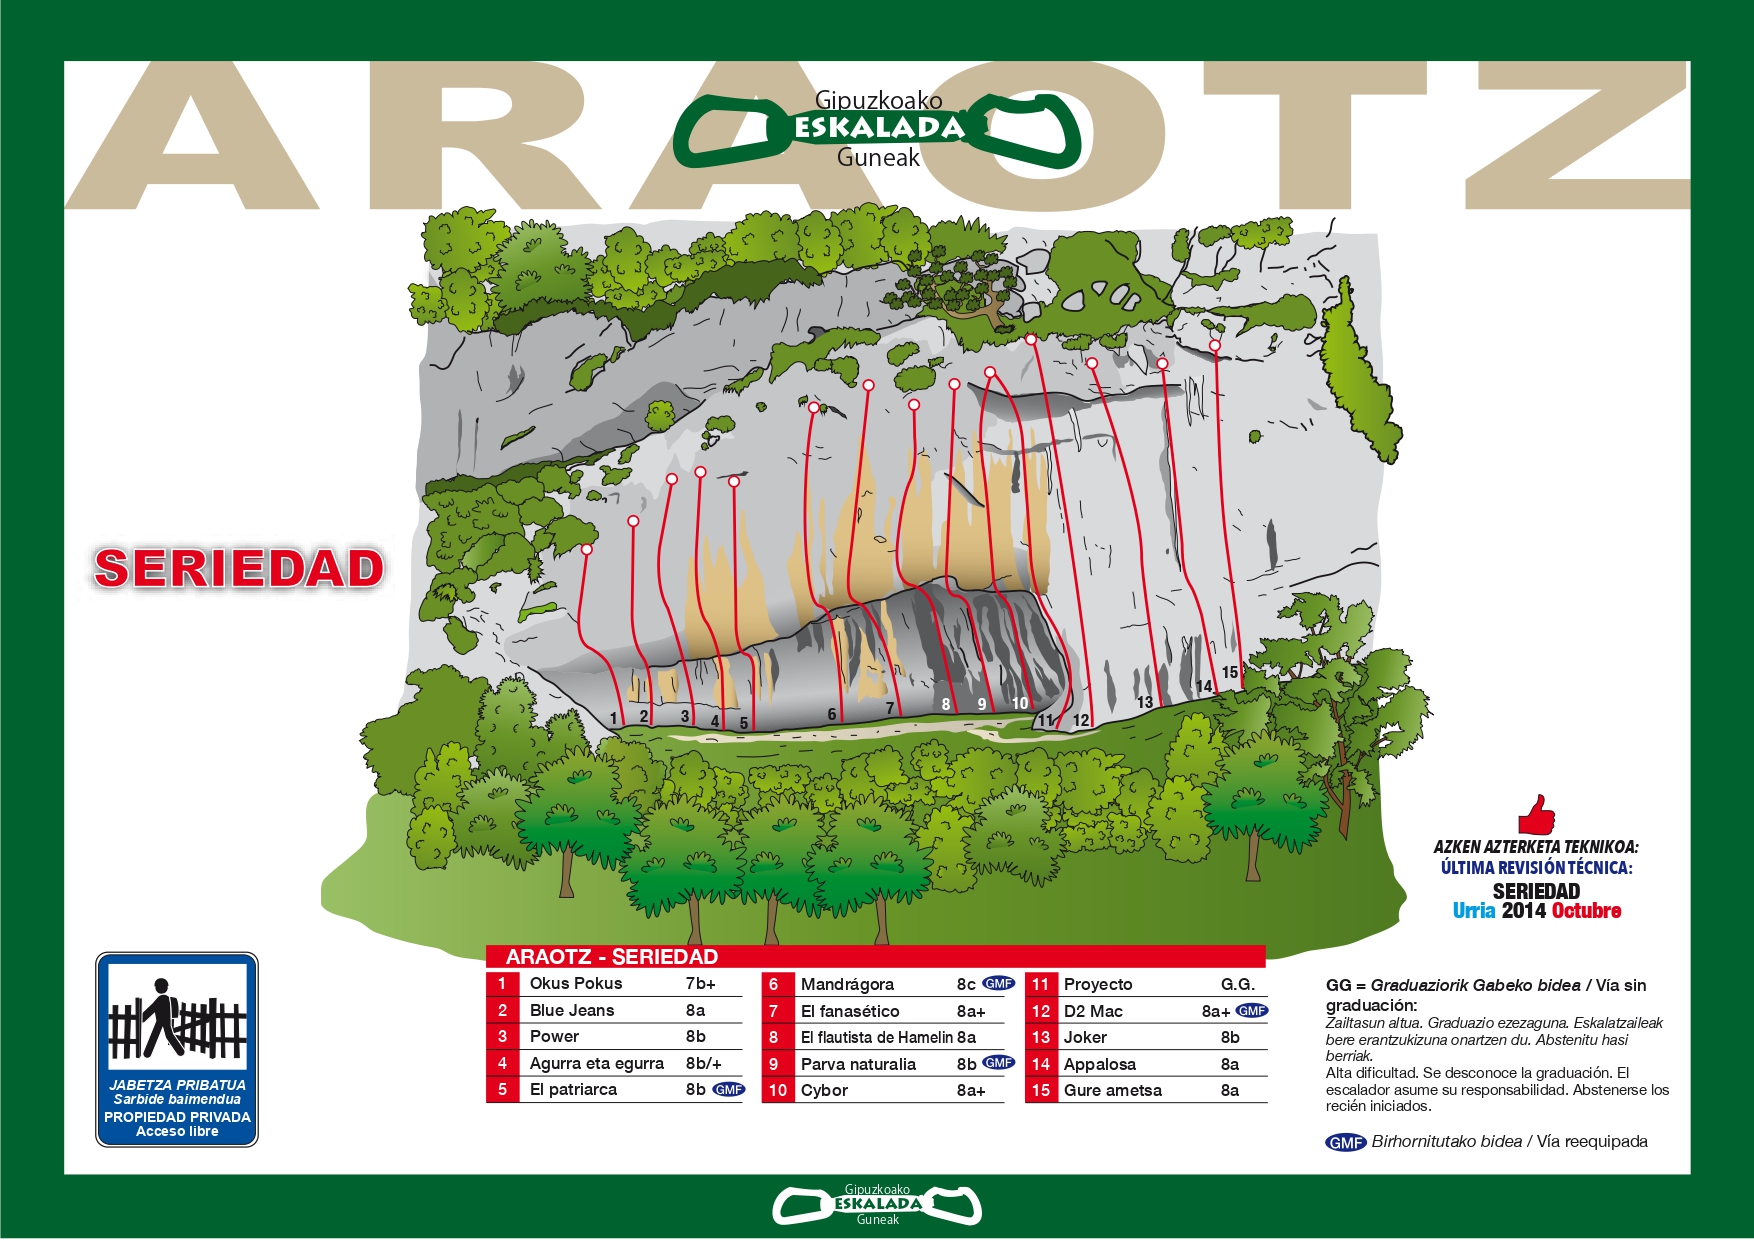 ARAOTZ
Gipuzkoako
ESKALADA
Guneak
SERIEDAD
1 2 3 4 5 6 7 8 9 10 11 12 13 14 15
AZKEN AZTERKETA TEKNIKOA:
ÚLTIMA REVISIÓN TÉCNICA:
SERIEDAD
Urria 2014 Octubre
JABETZA PRIBATUA
Sarbide baimendua
PROPIEDAD PRIVADA
Acceso libre
ARAOTZ - SERIEDAD
1 Okus Pokus 7b+
2 Blue Jeans 8a
3 Power 8b
4 Agurra eta egurra 8b/+
5 El patriarca 8b GMF
6 Mandrágora 8c GMF
7 El fanasético 8a+
8 El flautista de Hamelin 8a
9 Parva naturalia 8b GMF
10 Cybor 8a+
11 Proyecto G.G.
12 D2 Mac 8a+ GMF
13 Joker 8b
14 Appalosa 8a
15 Gure ametsa 8a
GG = Graduaziorik Gabeko bidea / Vía sin
graduación:
Zailtasun altua. Graduazio ezezaguna. Eskalatzaileak
bere erantzukizuna onartzen du. Abstenitu hasi
berriak.
Alta dificultad. Se desconoce la graduación. El
escalador asume su responsabilidad. Abstenerse los
recién iniciados.
GMF Birhornitutako bidea / Vía reequipada
Gipuzkoako
ESKALADA
Guneak